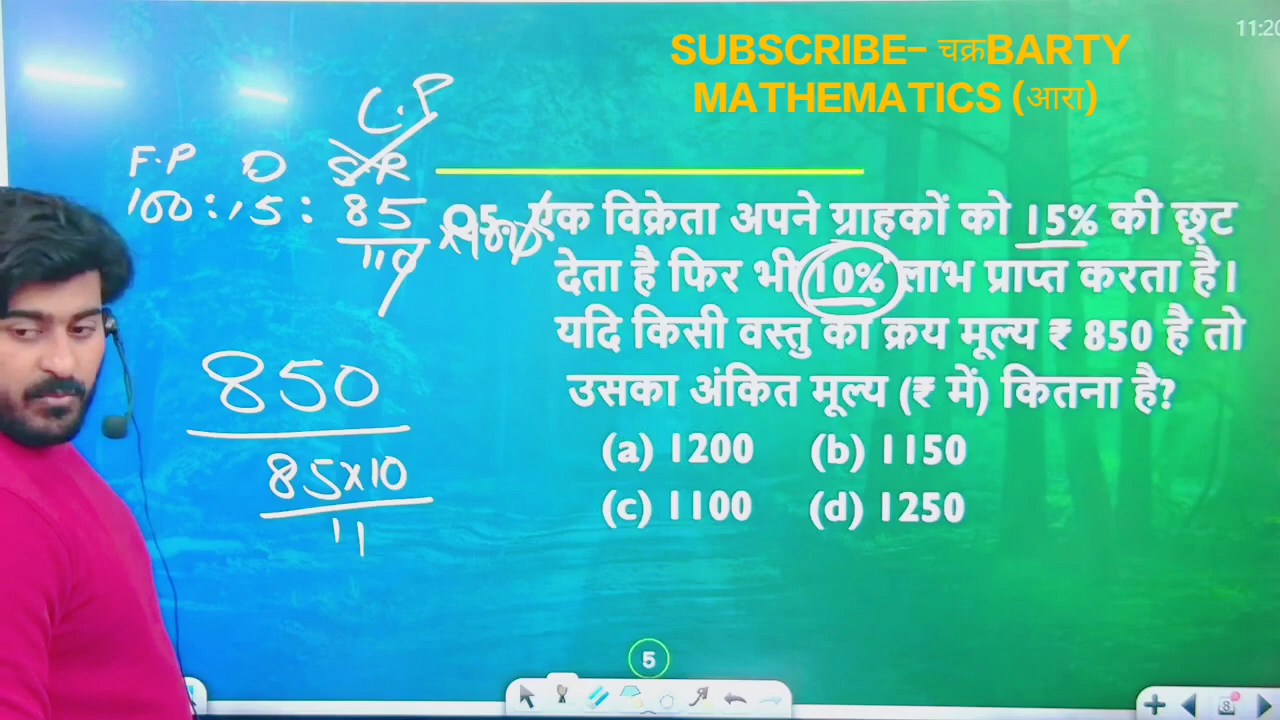 11:20
SUBSCRIBE– चक्रBARTY
MATHEMATICS (आरा)
C.P
F.P D S.R
100 : 15 : 85
110
एक विक्रेता अपने ग्राहकों को 15% की छूट
देता है फिर भी 10% लाभ प्राप्त करता है।
यदि किसी वस्तु का क्रय मूल्य ₹ 850 है तो
उसका अंकित मूल्य (₹ में) कितना है?
(a) 1200 (b) 1150
(c) 1100 (d) 1250
850
85×10
11
5
8